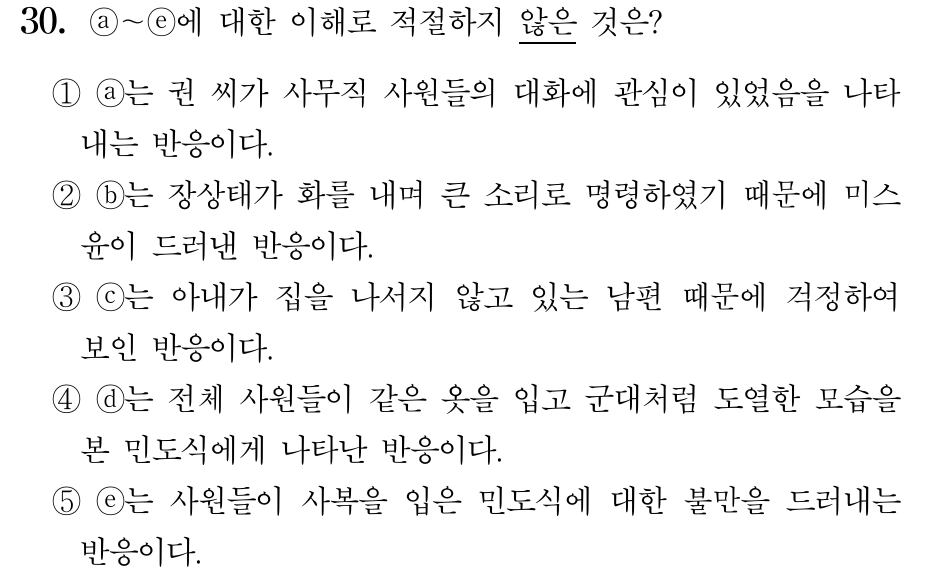 30. ⓐ~ⓔ에 대한 이해로 적절하지 않은 것은?
① ⓐ는 권 씨가 사무직 사원들의 대화에 관심이 있었음을 나타
내는 반응이다.
② ⓑ는 장상태가 화를 내며 큰 소리로 명령하였기 때문에 미스
윤이 드러낸 반응이다.
③ ⓒ는 아내가 집을 나서지 않고 있는 남편 때문에 걱정하여
보인 반응이다.
④ ⓓ는 전체 사원들이 같은 옷을 입고 군대처럼 도열한 모습을
본 민도식에게 나타난 반응이다.
⑤ ⓔ는 사원들이 사복을 입은 민도식에 대한 불만을 드러내는
반응이다.